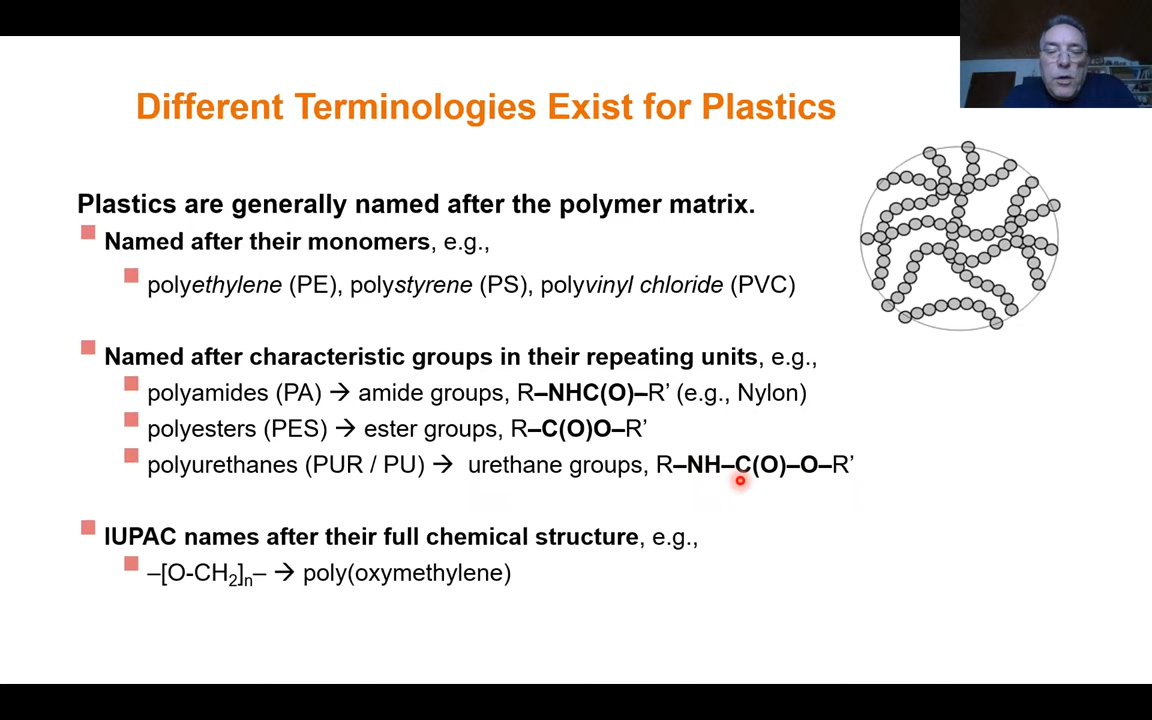 Different Terminologies Exist for Plastics
Plastics are generally named after the polymer matrix.
Named after their monomers, e.g.,
polyethylene (PE), polystyrene (PS), polyvinyl chloride (PVC)
Named after characteristic groups in their repeating units, e.g.,
polyamides (PA) → amide groups, R–NHC(O)–R’ (e.g., Nylon)
polyesters (PES) → ester groups, R–C(O)O–R’
polyurethanes (PUR / PU) → urethane groups, R–NH–C(O)–O–R’
IUPAC names after their full chemical structure, e.g.,
–[O-CH₂]ₙ– → poly(oxymethylene)